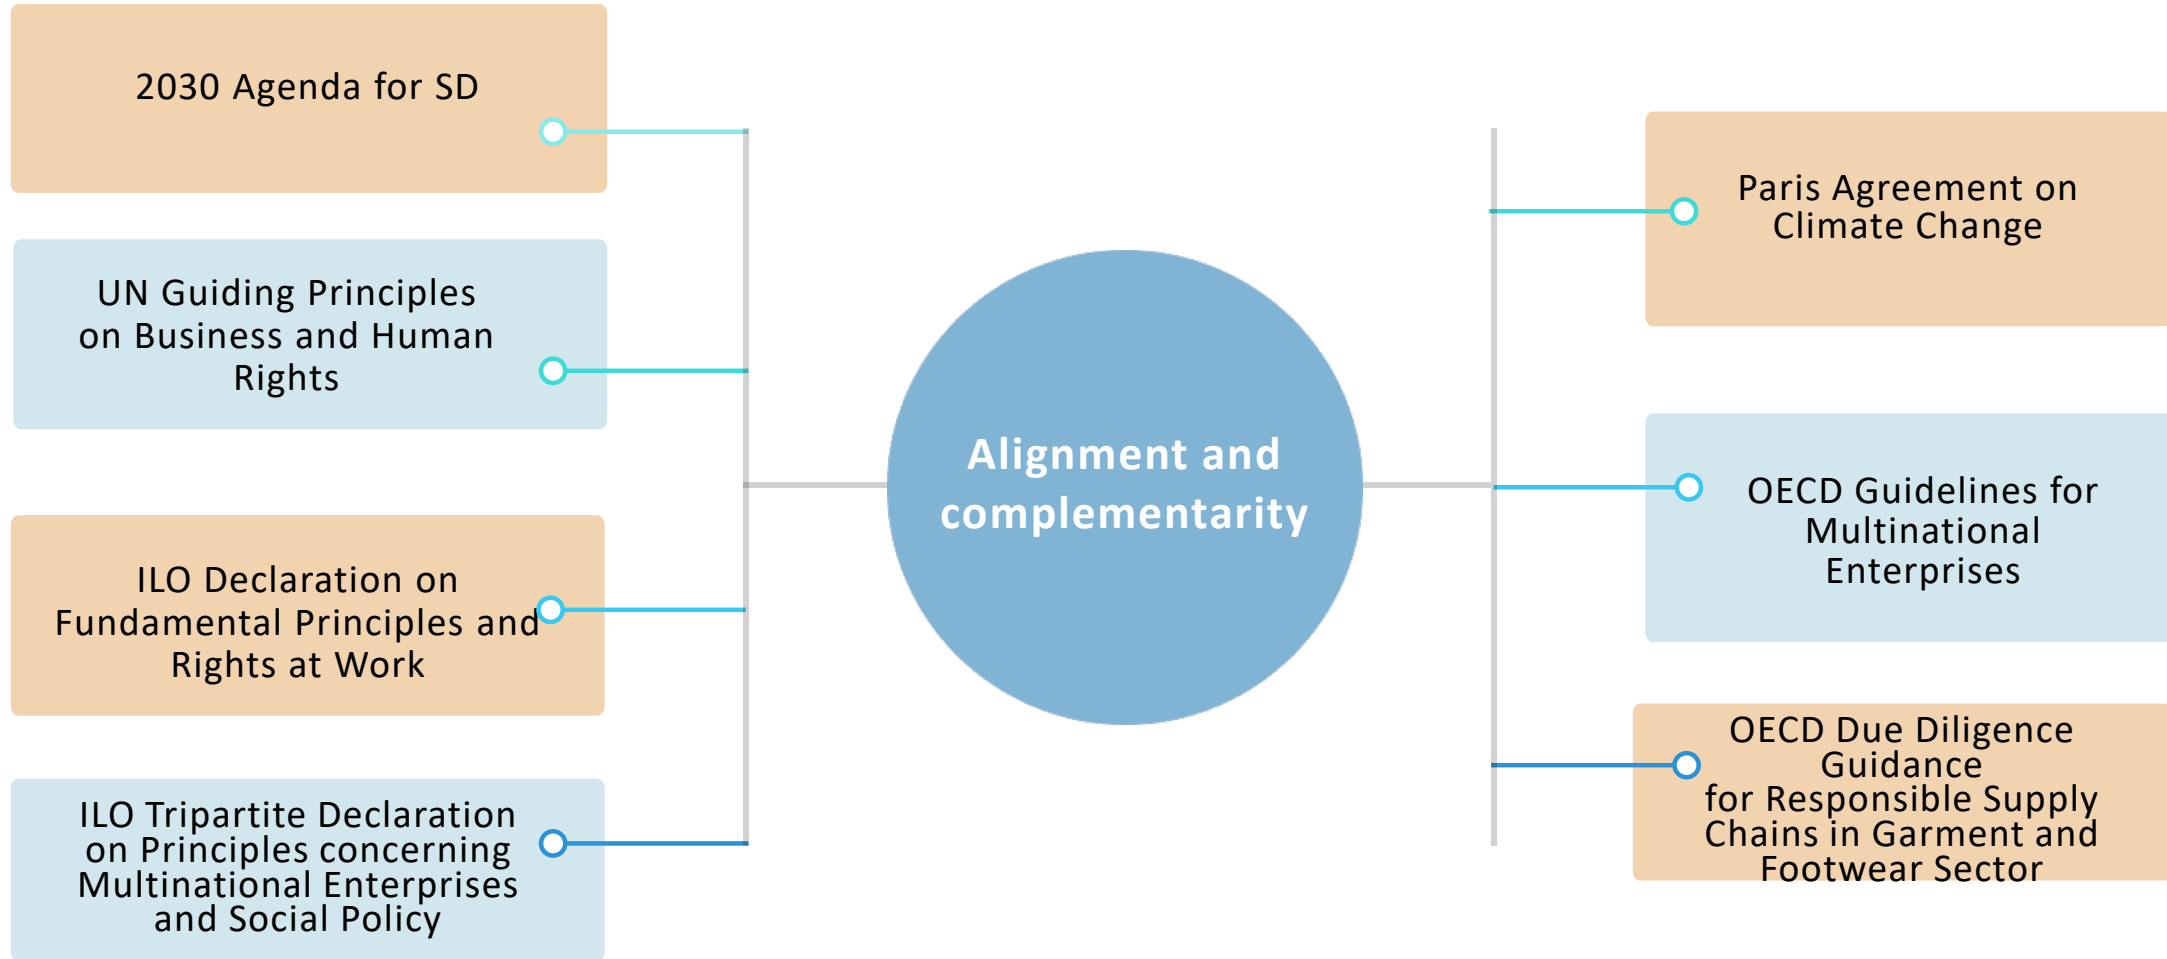 2030 Agenda for SD
UN Guiding Principles
on Business and Human
Rights
ILO Declaration on
Fundamental Principles and
Rights at Work
ILO Tripartite Declaration
on Principles concerning
Multinational Enterprises
and Social Policy
Alignment and
complementarity
Paris Agreement on
Climate Change
OECD Guidelines for
Multinational
Enterprises
OECD Due Diligence
Guidance
for Responsible Supply
Chains in Garment and
Footwear Sector